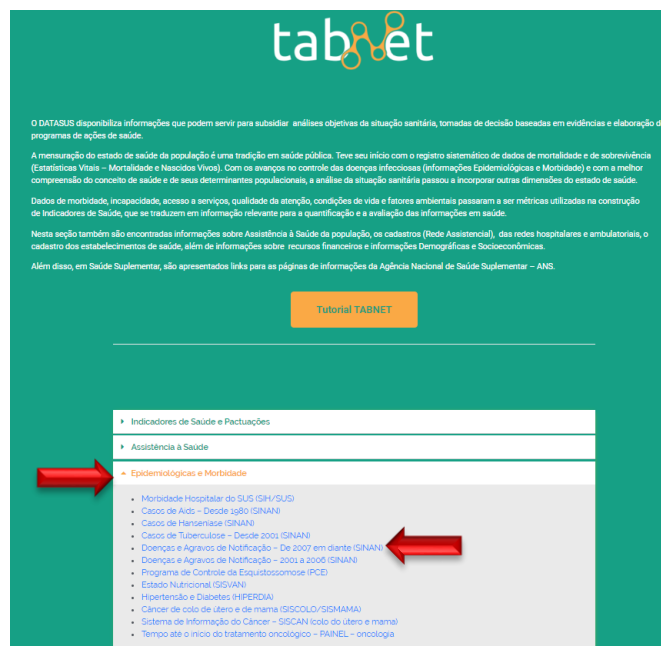 tabnet
O DATASUS disponibiliza informações que podem servir para subsidiar análises objetivas da situação sanitária, tomadas de decisão baseadas em evidências e elaboração d
programas de ações de saúde.
A mensuração do estado de saúde da população é uma tradição em saúde pública. Teve seu início com o registro sistemático de dados de mortalidade e de sobrevivência
(Estatísticas Vitais – Mortalidade e Nascidos Vivos). Com os avanços no controle das doenças infecciosas (informações Epidemiológicas e Morbidade) e com a melhor
compreensão do conceito de saúde e de seus determinantes populacionais, a análise da situação sanitária passou a incorporar outras dimensões do estado de saúde.
Dados de morbidade, incapacidade, acesso a serviços, qualidade da atenção, condições de vida e fatores ambientais passaram a ser métricas utilizadas na construção
de Indicadores de Saúde, que se traduzem em informação relevante para a quantificação e a avaliação das informações em saúde.
Nesta seção também são encontradas informações sobre Assistência à Saúde da população, os cadastros (Rede Assistencial), das redes hospitalares e ambulatoriais, o
cadastro dos estabelecimentos de saúde, além de informações sobre recursos financeiros e informações Demográficas e Socioeconômicas.
Além disso, em Saúde Suplementar, são apresentados links para as páginas de informações da Agência Nacional de Saúde Suplementar – ANS.
Tutorial TABNET
Indicadores de Saúde e Pactuações
Assistência à Saúde
Epidemiológicas e Morbidade
Morbidade Hospitalar do SUS (SIH/SUS)
Casos de Aids – Desde 1980 (SINAN)
Casos de Hanseníase (SINAN)
Casos de Tuberculose – Desde 2001 (SINAN)
Doenças e Agravos de Notificação – De 2007 em diante (SINAN)
Doenças e Agravos de Notificação – 2001 a 2006 (SINAN)
Programa de Controle da Esquistossomose (PCE)
Estado Nutricional (SISVAN)
Hipertensão e Diabetes (HIPERDIA)
Câncer de colo de útero e de mama (SISCOLO/SISMAMA)
Sistema de Informação do Câncer – SISCAN (colo do útero e mama)
Tempo até o início do tratamento oncológico – PAINEL – oncologia